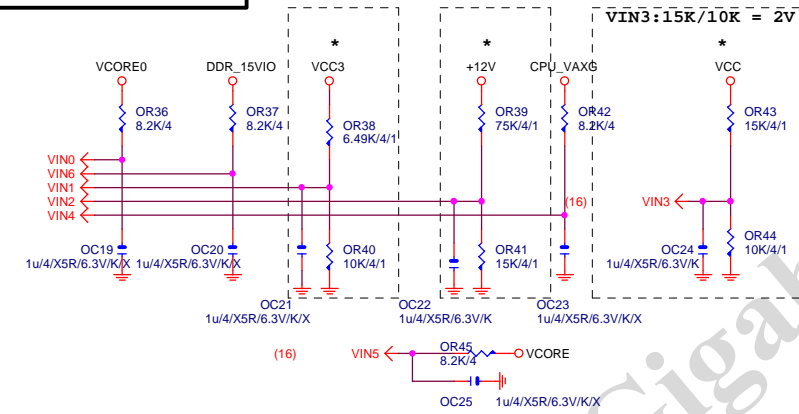 VIN3:15K/10K = 2V
*
*
*
VCORE0
DDR_15VIO
VCC3
+12V
CPU_VAXG
VCC
OR36
8.2K/4
OR37
8.2K/4
OR38
6.49K/4/1
OR39
75K/4/1
OR42
8.2K/4
OR43
15K/4/1
VIN0
VIN6
VIN1
VIN2
VIN4
(16)
VIN3
OC19
1u/4/X5R/6.3V/K/X
OC20
1u/4/X5R/6.3V/K/X
OR40
10K/4/1
OR41
15K/4/1
OC24
1u/4/X5R/6.3V/K
OR44
10K/4/1
OC21
1u/4/X5R/6.3V/K/X
OC22
1u/4/X5R/6.3V/K
OC23
1u/4/X5R/6.3V/K/X
(16)
VIN5
OR45
8.2K/4
VCORE
OC25
1u/4/X5R/6.3V/K/X
Gigab